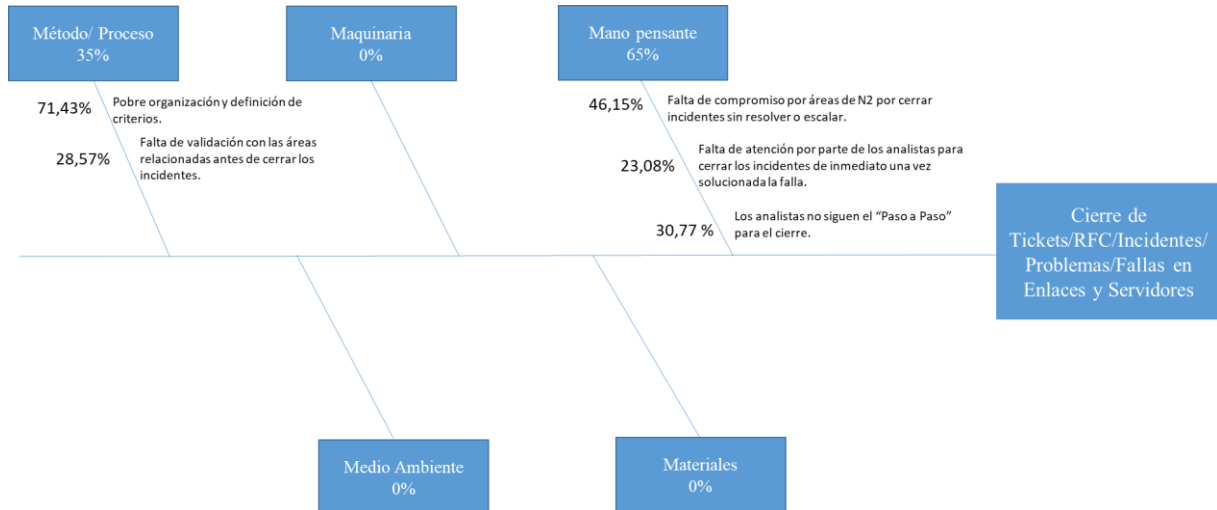 Método/ Proceso
35%
Maquinaria
0%
Mano pensante
65%
71,43%
Pobre organización y definición de
criterios.
28,57%
Falta de validación con las áreas
relacionadas antes de cerrar los
incidentes.
46,15%
Falta de compromiso por áreas de N2 por cerrar
incidentes sin resolver o escalar.
23,08%
Falta de atención por parte de los analistas para
cerrar los incidentes de inmediato una vez
solucionada la falla.
30,77 %
Los analistas no siguen el “Paso a Paso”
para el cierre.
Cierre de
Tickets/RFC/Incidentes/
Problemas/Fallas en
Enlaces y Servidores
Medio Ambiente
0%
Materiales
0%